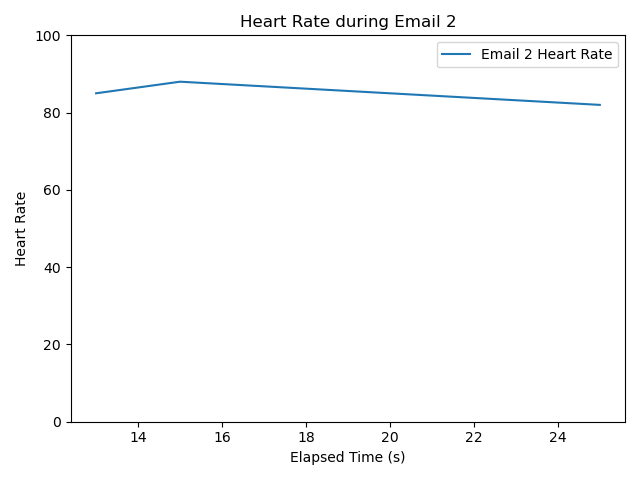 Heart Rate during Email 2
Email 2 Heart Rate
100
80
60
40
20
0
Heart Rate
14 16 18 20 22 24
Elapsed Time (s)